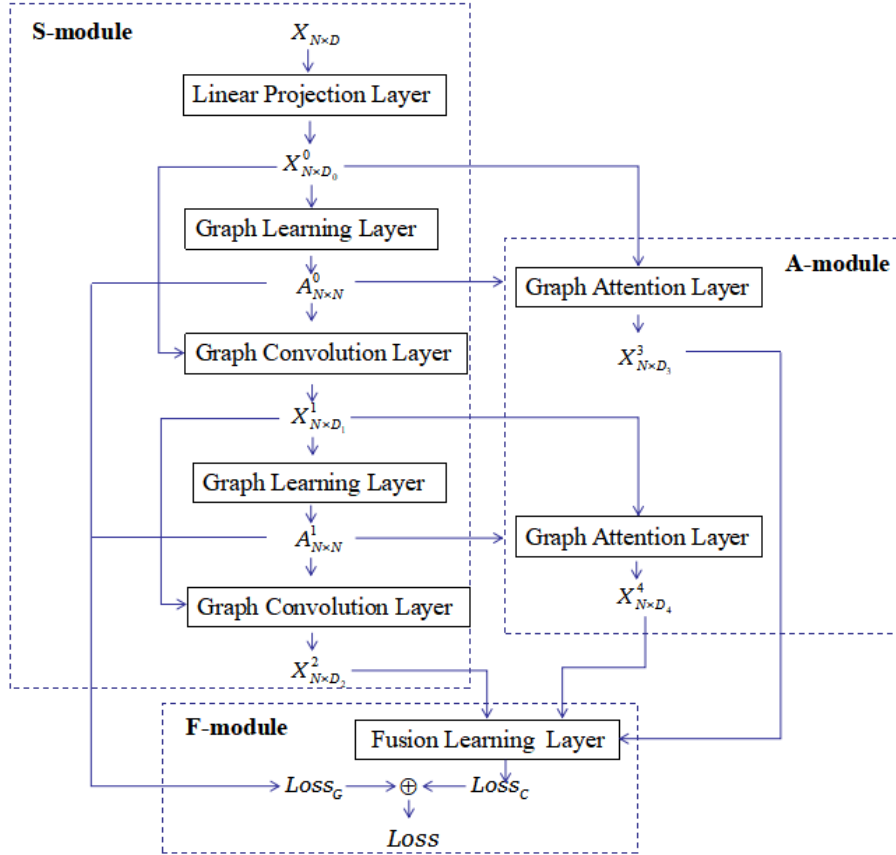 S-module
X_{N×D}
Linear Projection Layer
X^0_{N×D_0}
Graph Learning Layer
A^0_{N×N}
Graph Convolution Layer
X^1_{N×D_1}
Graph Learning Layer
A^1_{N×N}
Graph Convolution Layer
X^2_{N×D_2}
A-module
Graph Attention Layer
X^3_{N×D_3}
Graph Attention Layer
X^4_{N×D_4}
F-module
Fusion Learning Layer
Loss_G ⊕ Loss_C
Loss